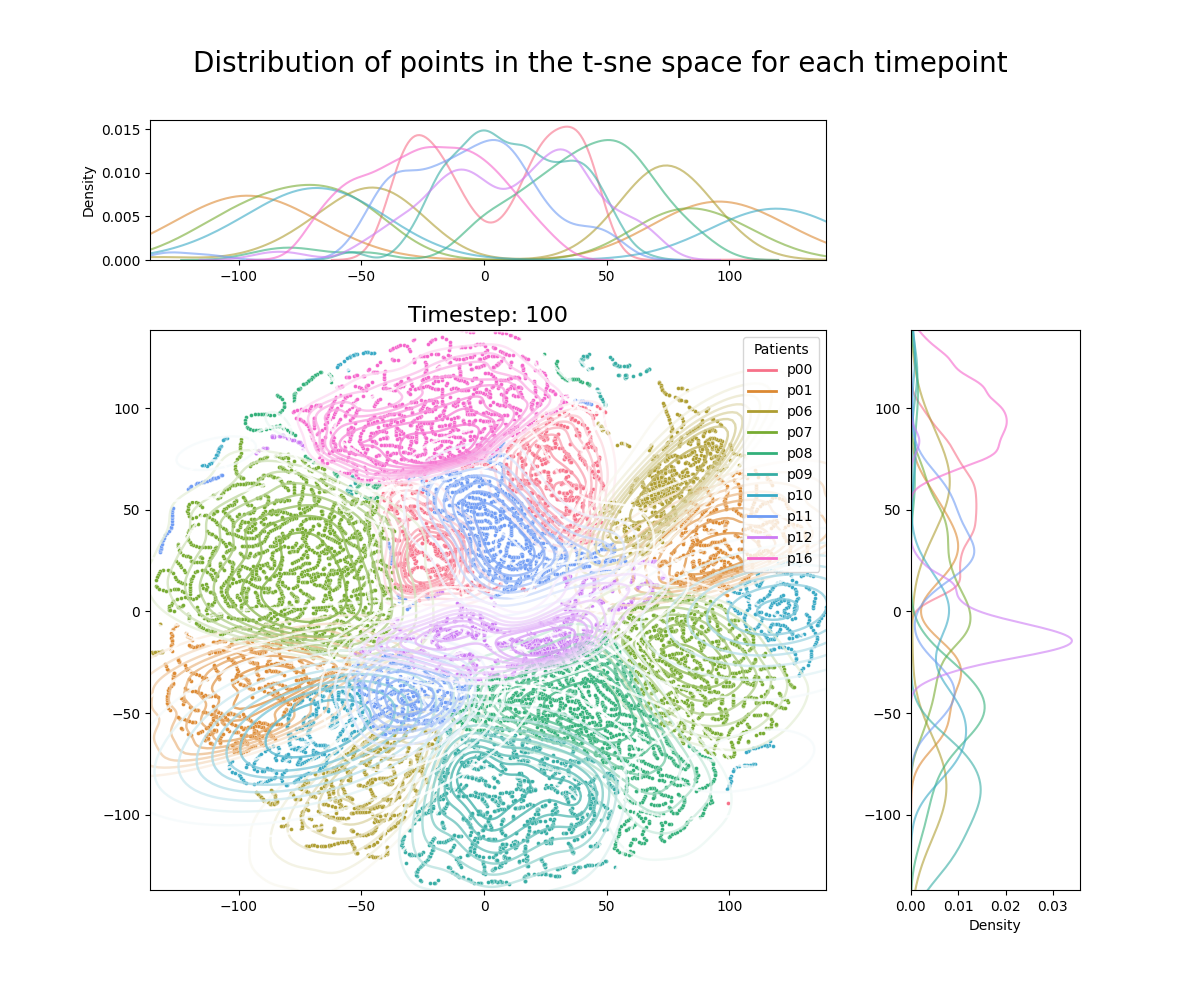 Distribution of points in the t-sne space for each timepoint
0.015
0.010
0.005
0.000
Density
−100
−50
0
50
100
Timestep: 100
100
50
0
−50
−100
−100
−50
0
50
100
Patients
p00
p01
p06
p07
p08
p09
p10
p11
p12
p16
100
50
0
−50
−100
0.00
0.01
0.02
0.03
Density